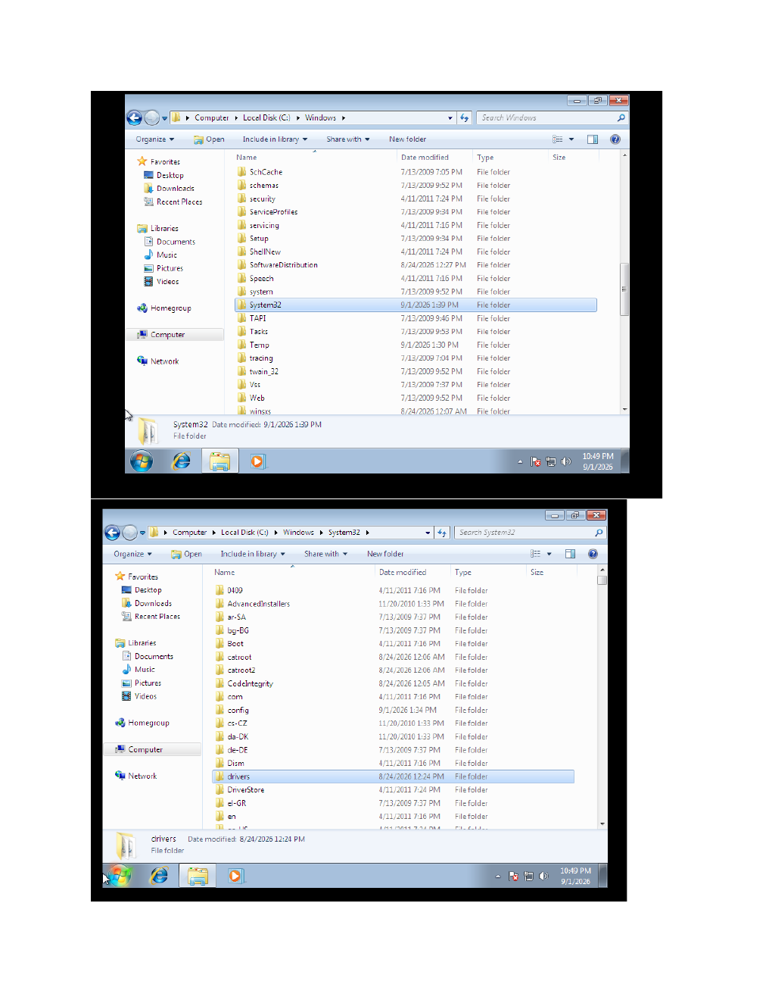 Computer ▸ Local Disk (C:) ▸ Windows ▸
Search Windows
Organize ▾ Open Include in library ▾ Share with ▾ New folder
Name Date modified Type Size
Favorites
Desktop
Downloads
Recent Places
Libraries
Documents
Music
Pictures
Videos
Homegroup
Computer
Network
SchCache 7/13/2009 7:05 PM File folder
schemas 7/13/2009 9:52 PM File folder
security 4/11/2011 7:24 PM File folder
ServiceProfiles 7/13/2009 9:34 PM File folder
servicing 4/11/2011 7:16 PM File folder
Setup 7/13/2009 9:34 PM File folder
ShellNew 4/11/2011 7:24 PM File folder
SoftwareDistribution 8/24/2026 12:27 PM File folder
Speech 4/11/2011 7:16 PM File folder
system 7/13/2009 9:52 PM File folder
System32 9/1/2026 1:39 PM File folder
TAPI 7/13/2009 9:46 PM File folder
Tasks 7/13/2009 9:53 PM File folder
Temp 9/1/2026 1:30 PM File folder
tracing 7/13/2009 7:04 PM File folder
twain_32 7/13/2009 9:52 PM File folder
Vss 7/13/2009 7:37 PM File folder
Web 7/13/2009 9:52 PM File folder
winsxs 8/24/2026 12:07 AM File folder
System32 Date modified: 9/1/2026 1:39 PM
File folder
10:49 PM
9/1/2026
Computer ▸ Local Disk (C:) ▸ Windows ▸ System32 ▸
Search System32
Organize ▾ Open Include in library ▾ Share with ▾ New folder
Name Date modified Type Size
Favorites
Desktop
Downloads
Recent Places
Libraries
Documents
Music
Pictures
Videos
Homegroup
Computer
Network
0409 4/11/2011 7:16 PM File folder
AdvancedInstallers 11/20/2010 1:33 PM File folder
ar-SA 7/13/2009 7:37 PM File folder
bg-BG 7/13/2009 7:37 PM File folder
Boot 4/11/2011 7:16 PM File folder
catroot 8/24/2026 12:06 AM File folder
catroot2 8/24/2026 12:06 AM File folder
CodeIntegrity 8/24/2026 12:05 AM File folder
com 4/11/2011 7:16 PM File folder
config 9/1/2026 1:34 PM File folder
cs-CZ 11/20/2010 1:33 PM File folder
da-DK 11/20/2010 1:33 PM File folder
de-DE 7/13/2009 7:37 PM File folder
Dism 4/11/2011 7:16 PM File folder
drivers 8/24/2026 12:24 PM File folder
DriverStore 4/11/2011 7:24 PM File folder
el-GR 7/13/2009 7:37 PM File folder
en 4/11/2011 7:16 PM File folder
drivers Date modified: 8/24/2026 12:24 PM
File folder
10:49 PM
9/1/2026